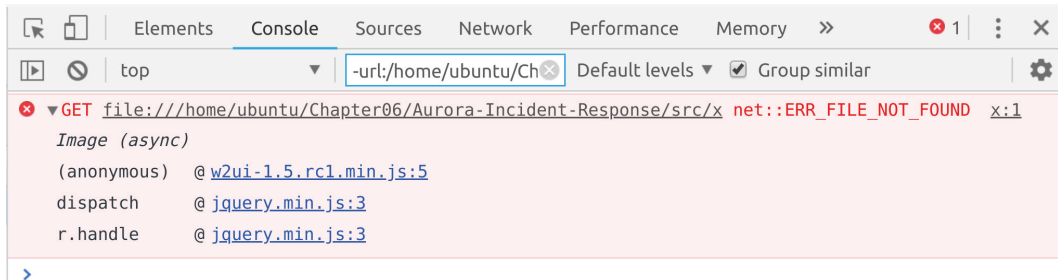 Elements Console Sources Network Performance Memory » 1
top ▼ -url:/home/ubuntu/Ch Default levels ▼ Group similar
▼GET file:///home/ubuntu/Chapter06/Aurora-Incident-Response/src/x net::ERR_FILE_NOT_FOUND x:1
Image (async)
(anonymous) @ w2ui-1.5.rc1.min.js:5
dispatch @ jquery.min.js:3
r.handle @ jquery.min.js:3
>